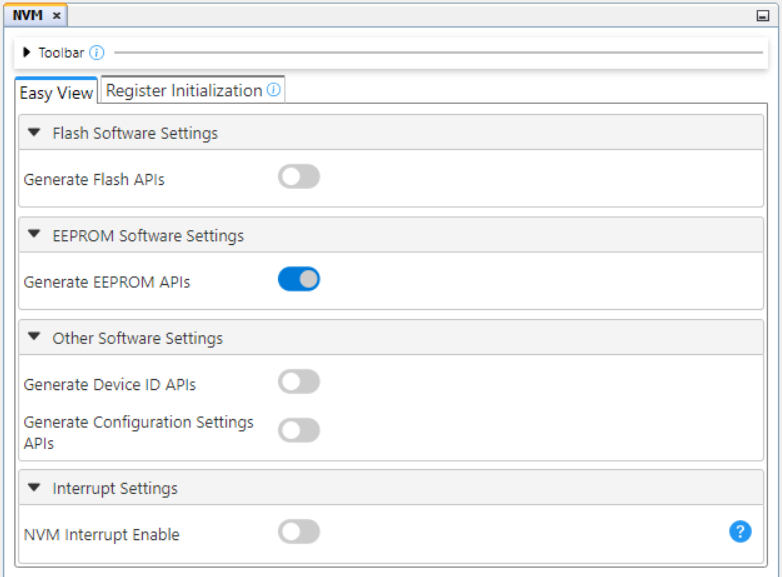 NVM
Toolbar
Easy View
Register Initialization
Flash Software Settings
Generate Flash APIs
EEPROM Software Settings
Generate EEPROM APIs
Other Software Settings
Generate Device ID APIs
Generate Configuration Settings
APIs
Interrupt Settings
NVM Interrupt Enable
?